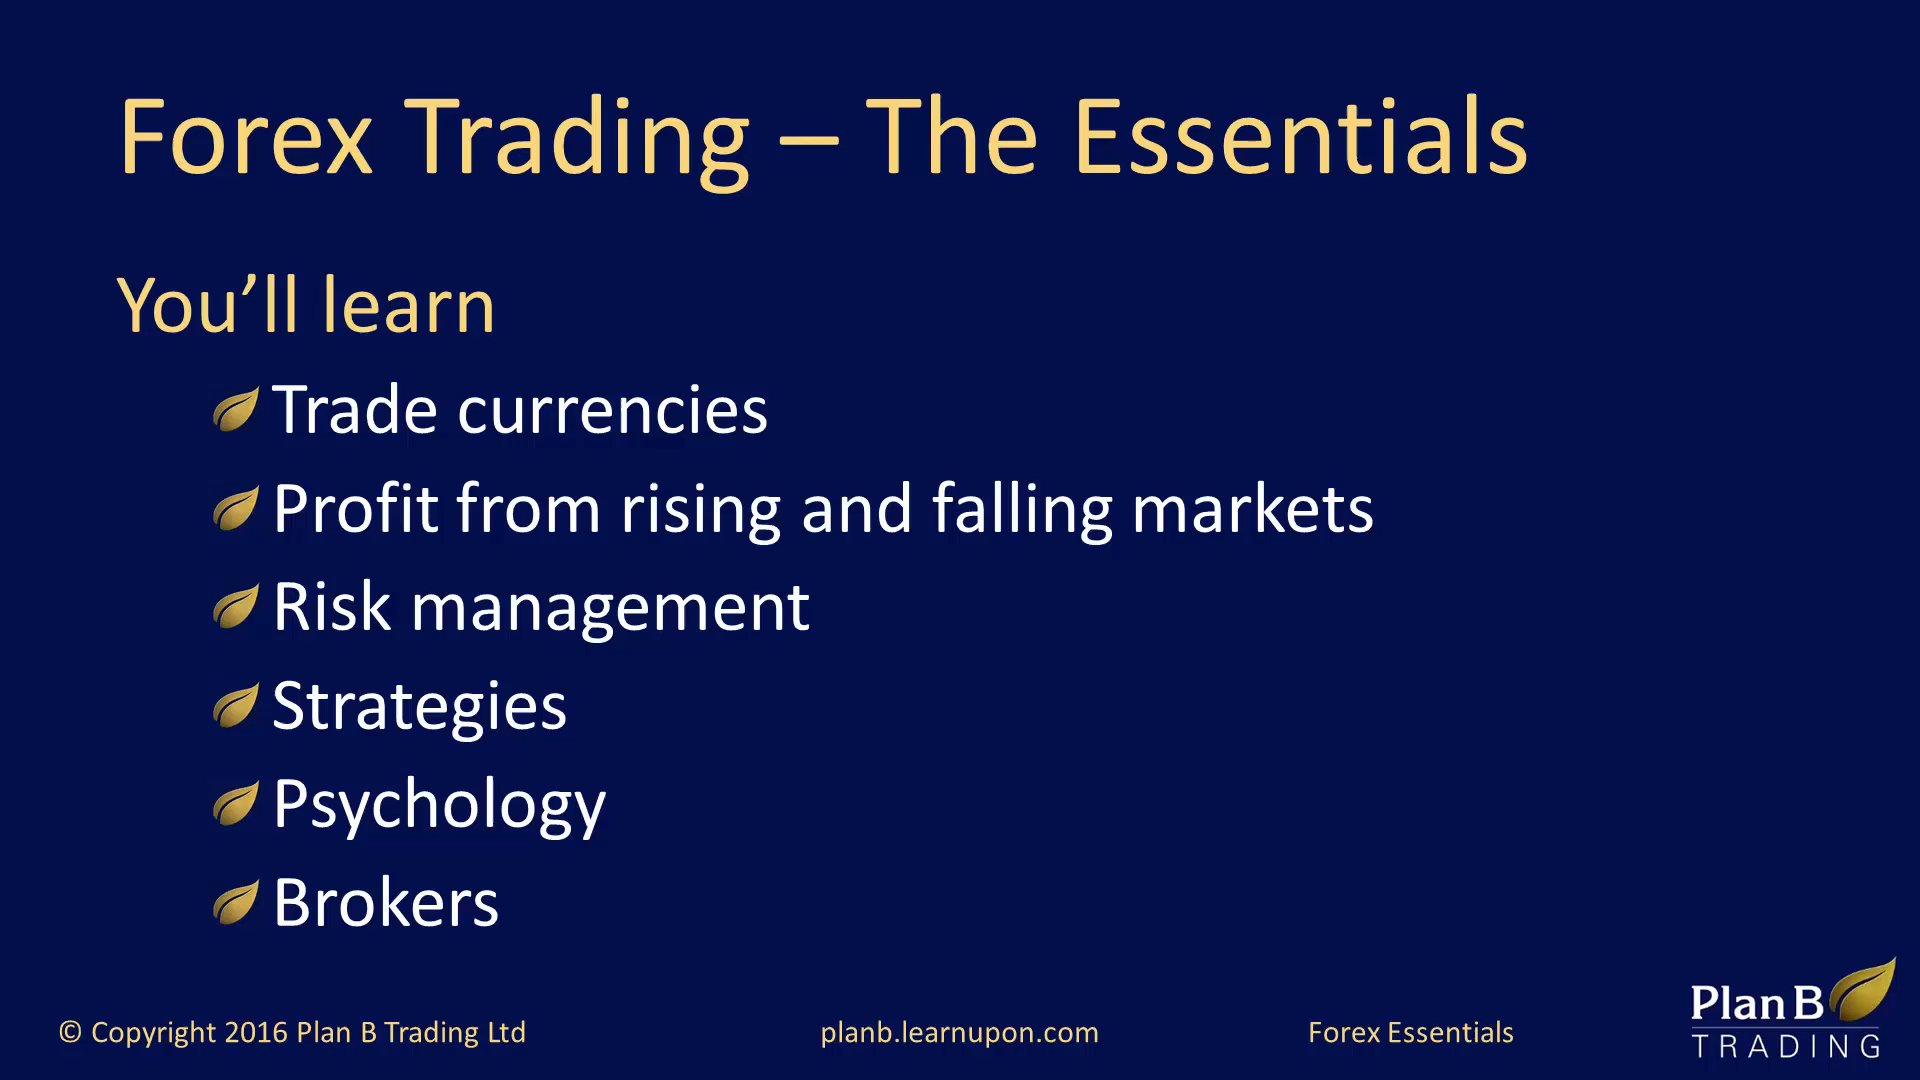 Forex Trading – The Essentials
You’ll learn
Trade currencies
Profit from rising and falling markets
Risk management
Strategies
Psychology
Brokers
© Copyright 2016 Plan B Trading Ltd
planb.learnupon.com
Forex Essentials
Plan B
TRADING